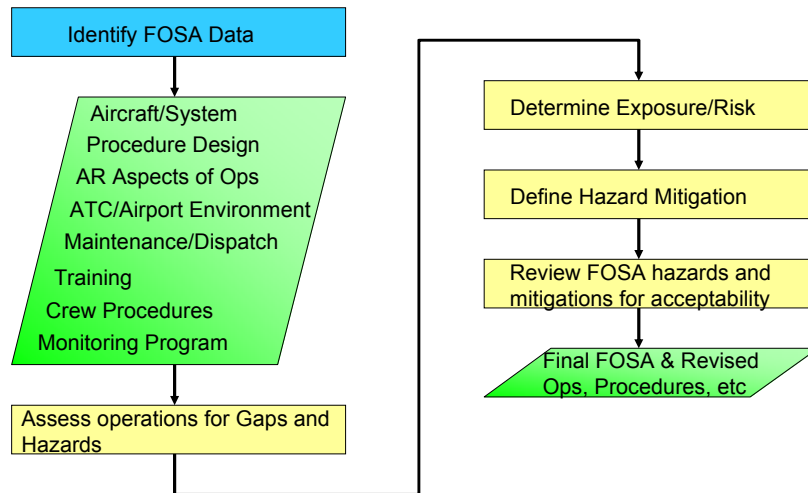 Identify FOSA Data
Aircraft/System
Procedure Design
AR Aspects of Ops
ATC/Airport Environment
Maintenance/Dispatch
Training
Crew Procedures
Monitoring Program
Assess operations for Gaps and
Hazards
Determine Exposure/Risk
Define Hazard Mitigation
Review FOSA hazards and
mitigations for acceptability
Final FOSA & Revised
Ops, Procedures, etc